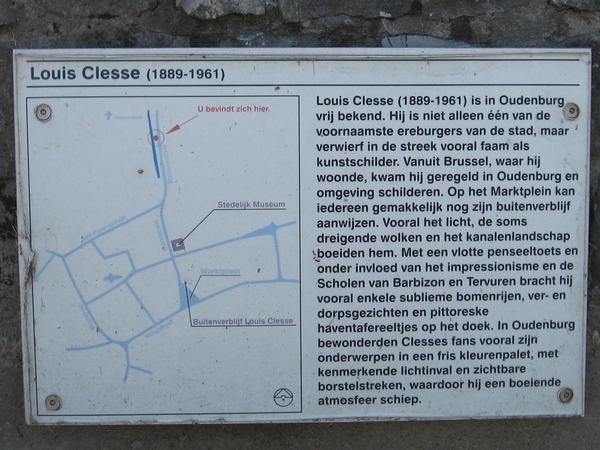 Louis Clesse (1889-1961)
U bevindt zich hier.
Stedelijk Museum
Marktplein
Buitenverblijf Louis Clesse
Louis Clesse (1889-1961) is in Oudenburg
vrij bekend. Hij is niet alleen één van de
voornaamste ereburgers van de stad, maar
verwierf in de streek vooral faam als
kunstschilder. Vanuit Brussel, waar hij
woonde, kwam hij geregeld in Oudenburg en
omgeving schilderen. Op het Marktplein kan
iedereen gemakkelijk nog zijn buitenverblijf
aanwijzen. Vooral het licht, de soms
dreigende wolken en het kanalenlandschap
boeiden hem. Met een vlotte penseeltoets en
onder invloed van het impressionisme en de
Scholen van Barbizon en Tervuren bracht hij
vooral enkele sublieme bomenrijen, ver- en
dorpsgezichten en pittoreske
haventafereeltjes op het doek. In Oudenburg
bewonderden Clesses fans vooral zijn
onderwerpen in een fris kleurenpalet, met
kenmerkende lichtinval en zichtbare
borstelstreken, waardoor hij een boeiende
atmosfeer schiep.